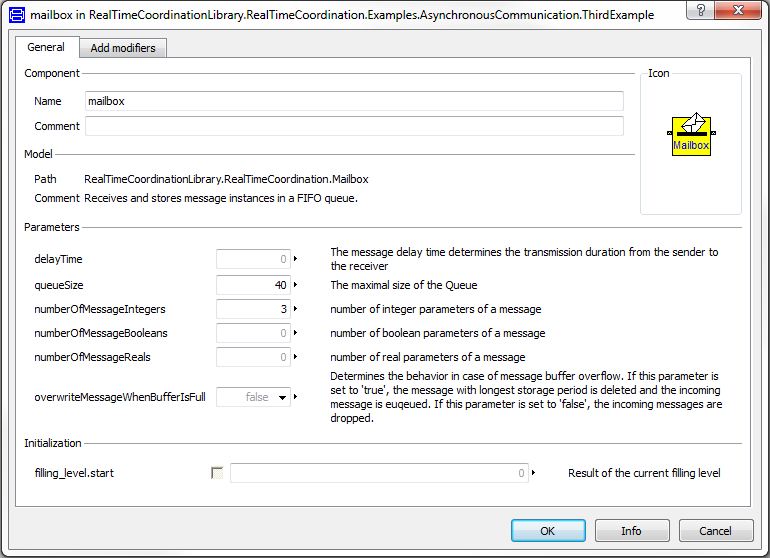 mailbox in RealTimeCoordinationLibrary.RealTimeCoordination.Examples.AsynchronousCommunication.ThirdExample
General
Add modifiers
Component
Icon
Name
mailbox
Comment
Mailbox
Model
Path
RealTimeCoordinationLibrary.RealTimeCoordination.Mailbox
Comment
Receives and stores message instances in a FIFO queue.
Parameters
delayTime
0
The message delay time determines the transmission duration from the sender to
the receiver
queueSize
40
The maximal size of the Queue
numberOfMessageIntegers
3
number of integer parameters of a message
numberOfMessageBooleans
0
number of boolean parameters of a message
numberOfMessageReals
0
number of real parameters of a message
overwriteMessageWhenBufferIsFull
false
Determines the behavior in case of message buffer overflow. If this parameter is
set to 'true', the message with longest storage period is deleted and the incoming
message is euqeued. If this parameter is set to 'false', the incoming messages are
dropped.
Initialization
filling_level.start
0
Result of the current filling level
OK
Info
Cancel